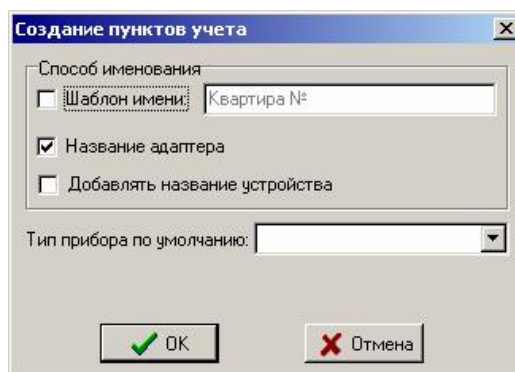 Создание пунктов учета
Способ именования
Шаблон имени: Квартира №
Название адаптера
Добавлять название устройства
Тип прибора по умолчанию:
OK Отмена